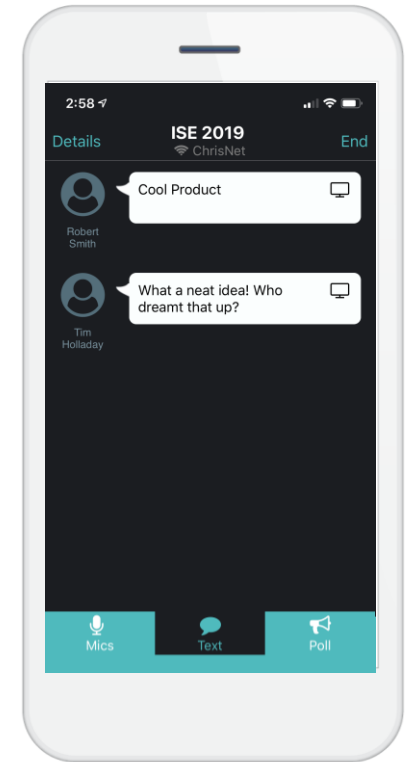 2:58
Details
ISE 2019
End
ChrisNet
Cool Product
Robert
Smith
What a neat idea! Who
dreamt that up?
Tim
Holladay
Mics
Text
Poll